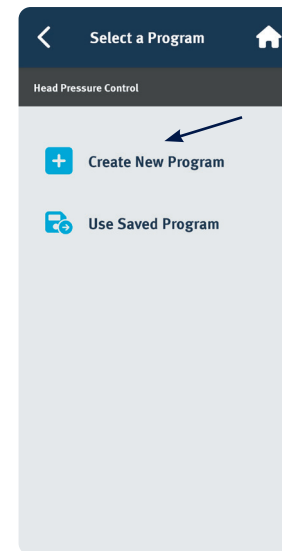 Select a Program
Head Pressure Control
Create New Program
Use Saved Program